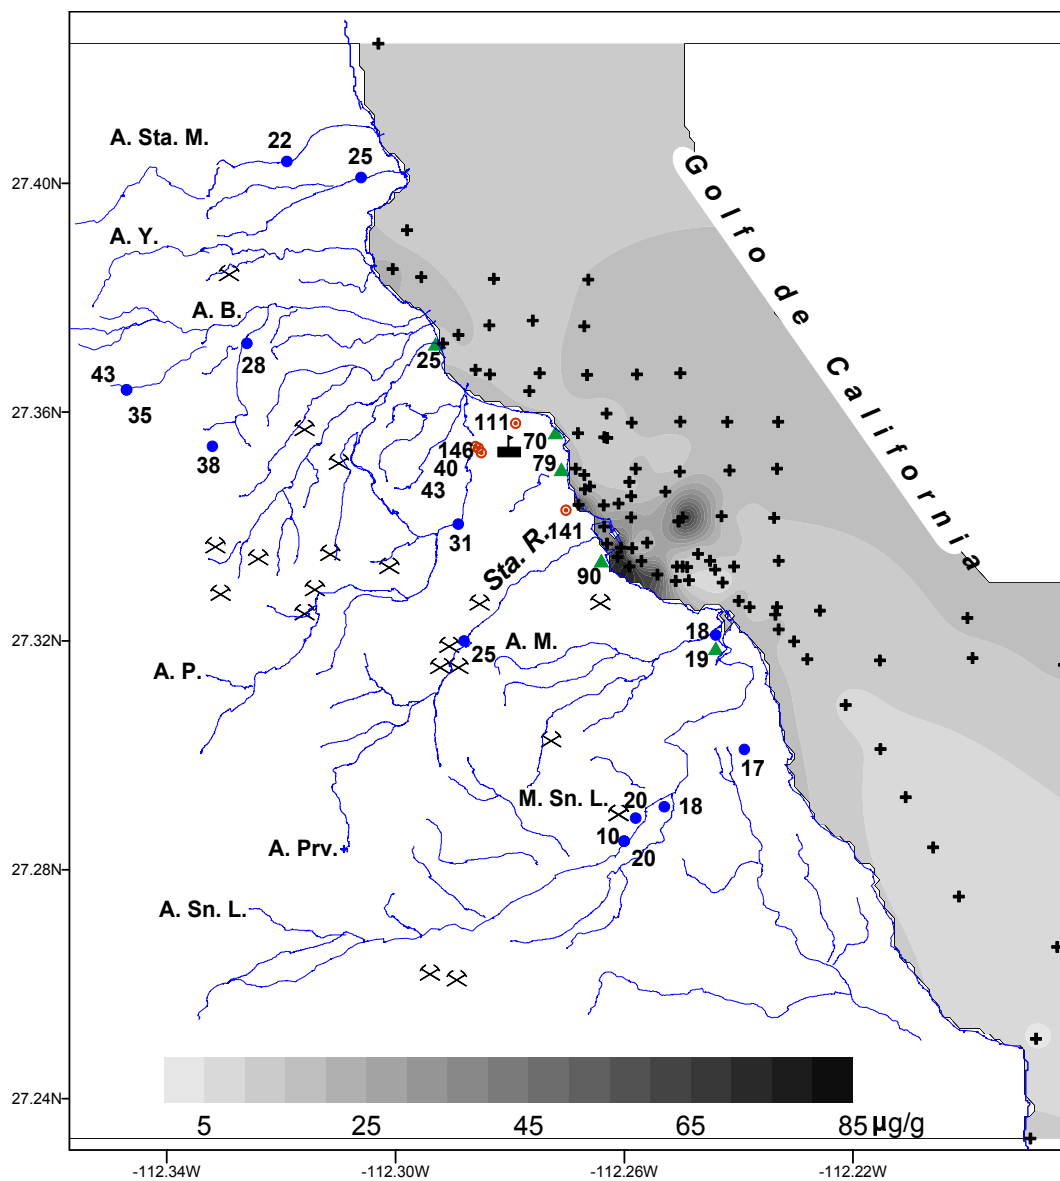 A. Sta. M.
22
25
27.40N
Golfo de California
A. Y.
A. B.
28
25
43
35
27.36N
38
111
70
146
79
40
43
141
31
Sta. R.
90
27.32N
18
25
A. M.
19
A. P.
17
M. Sn. L.
20
18
10
20
A. Prv.
27.28N
A. Sn. L.
27.24N
5 25 45 65 85 µg/g
-112.34W -112.30W -112.26W -112.22W